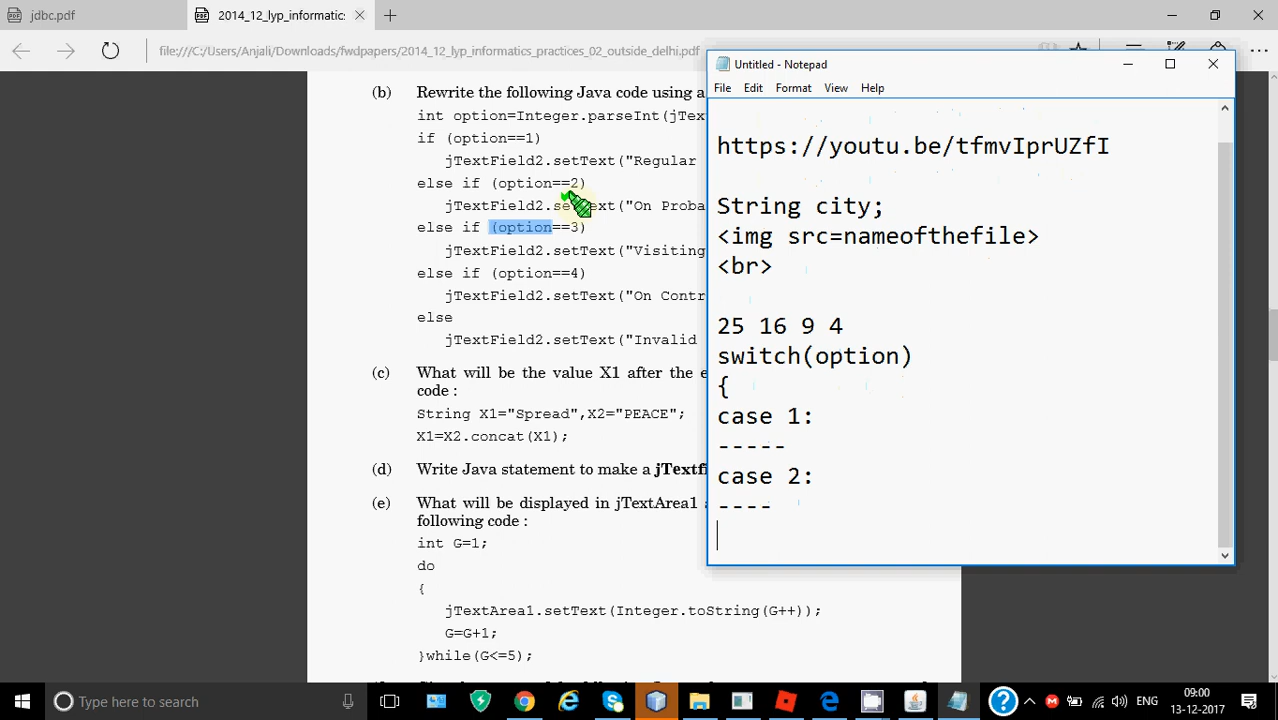 jdbc.pdf
2014_12_lyp_informatic:
file:///C:/Users/Anjali/Downloads/fwdpapers/2014_12_lyp_informatics_practices_02_outside_delhi.pdf
(b) Rewrite the following Java code using a
int option=Integer.parseInt(jTex
if (option==1)
jTextField2.setText("Regular
else if (option==2)
jTextField2.setText("On Proba
else if (option==3)
jTextField2.setText("Visiting
else if (option==4)
jTextField2.setText("On Contr
else
jTextField2.setText("Invalid
(c) What will be the value X1 after the e
code :
String X1="Spread",X2="PEACE";
X1=X2.concat(X1);
(d) Write Java statement to make a jTextf
(e) What will be displayed in jTextArea1
following code :
int G=1;
do
{
jTextArea1.setText(Integer.toString(G++));
G=G+1;
}while(G<=5);
Untitled - Notepad
File Edit Format View Help
https://youtu.be/tfmvIprUZfI
String city;
<img src=nameofthefile>
<br>
25 16 9 4
switch(option)
{
case 1:
-----
case 2:
----
Type here to search
ENG
09:00
13-12-2017